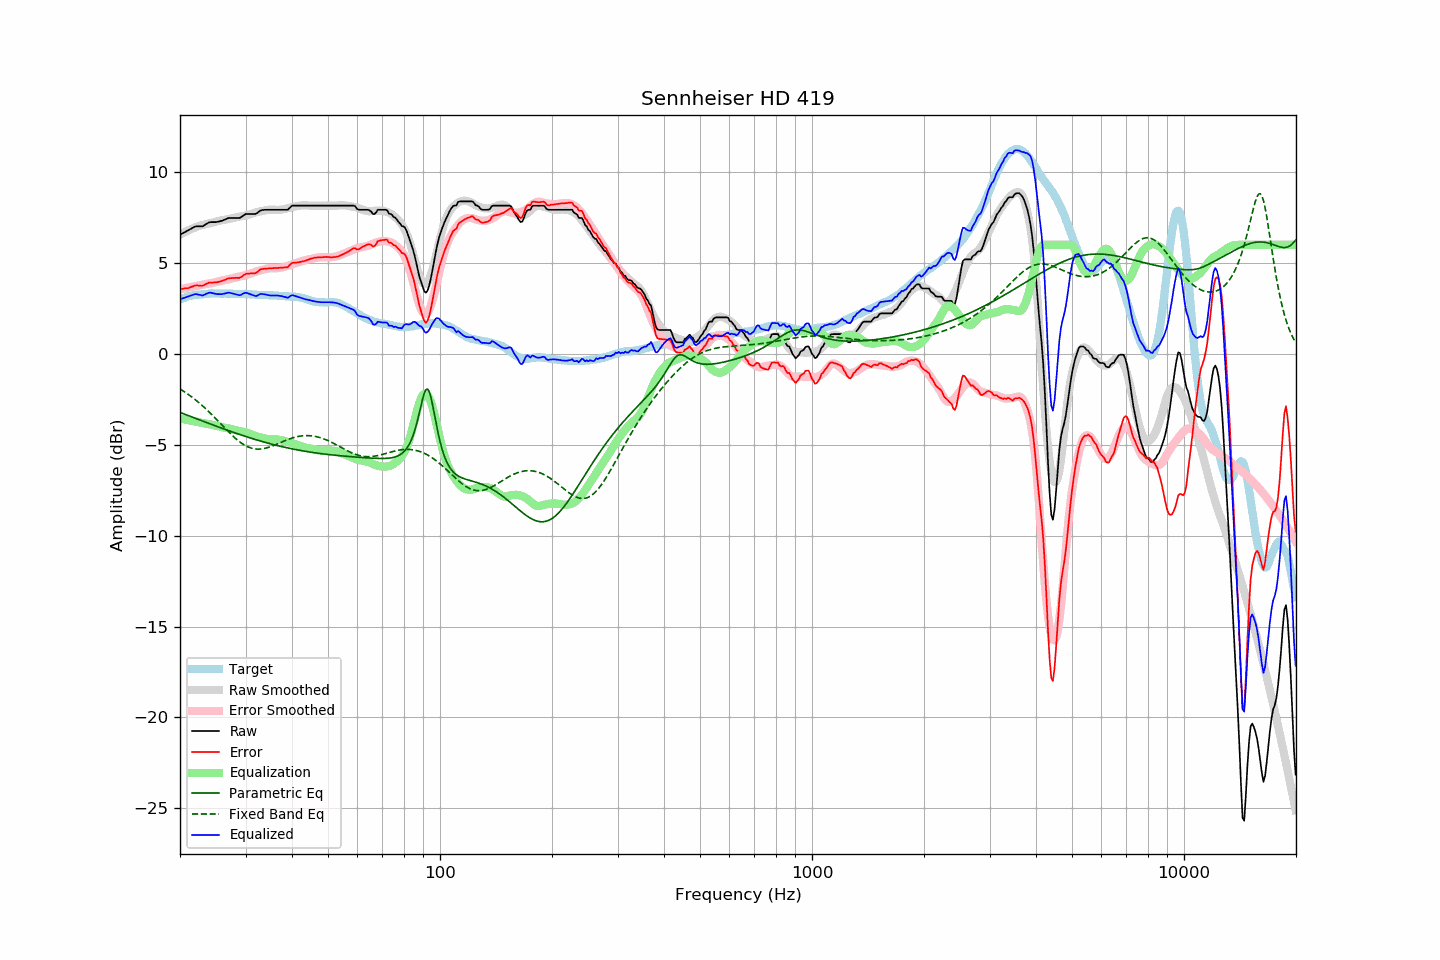 Sennheiser HD 419
Amplitude (dBr)
10
5
0
−5
−10
−15
−20
−25
Target
Raw Smoothed
Error Smoothed
Raw
Error
Equalization
Parametric Eq
Fixed Band Eq
Equalized
100
1000
10000
Frequency (Hz)